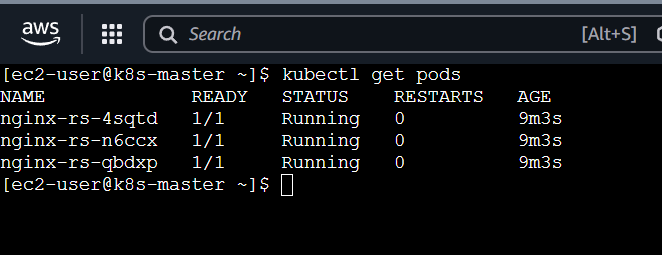 aws Search [Alt+S]
[ec2-user@k8s-master ~]$ kubectl get pods
NAME READY STATUS RESTARTS AGE
nginx-rs-4sqtd 1/1 Running 0 9m3s
nginx-rs-n6ccx 1/1 Running 0 9m3s
nginx-rs-qbdxp 1/1 Running 0 9m3s
[ec2-user@k8s-master ~]$